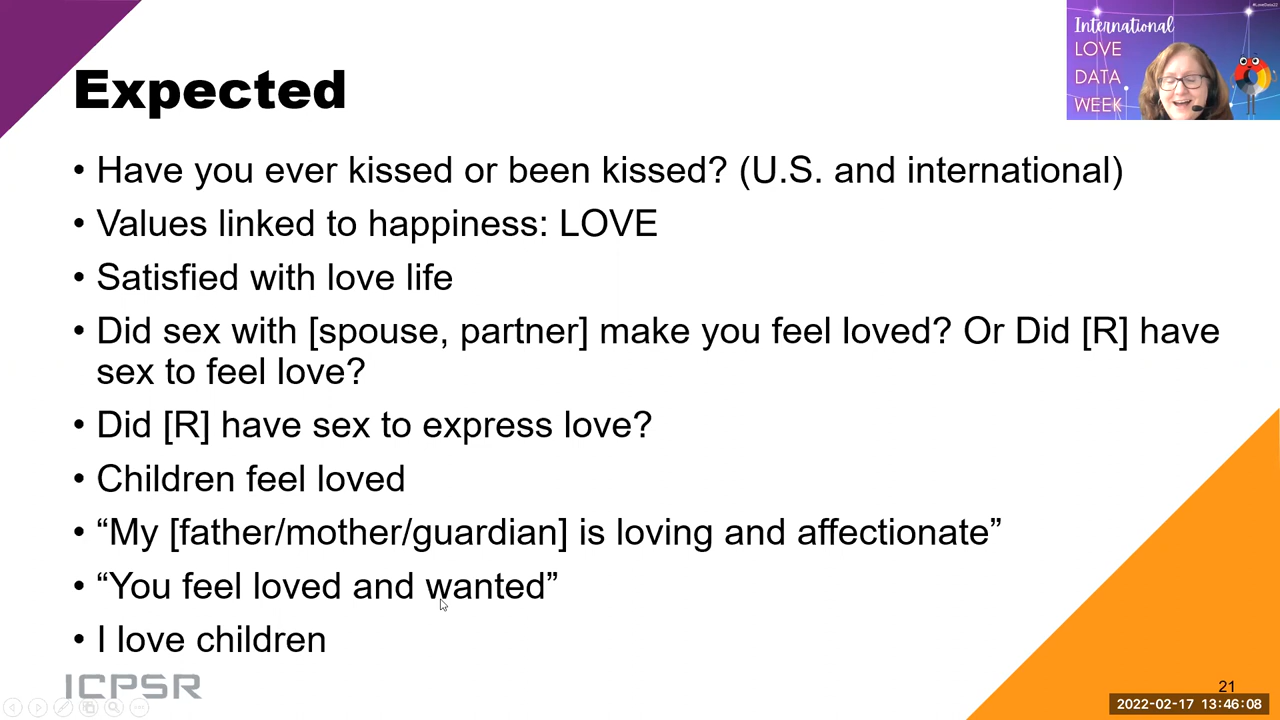 Expected
International
LOVE
DATA
WEEK
#LoveData22
• Have you ever kissed or been kissed? (U.S. and international)
• Values linked to happiness: LOVE
• Satisfied with love life
• Did sex with [spouse, partner] make you feel loved? Or Did [R] have
sex to feel love?
• Did [R] have sex to express love?
• Children feel loved
• “My [father/mother/guardian] is loving and affectionate”
• “You feel loved and wanted”
• I love children
ICPSR
21
2022-02-17 13:46:08